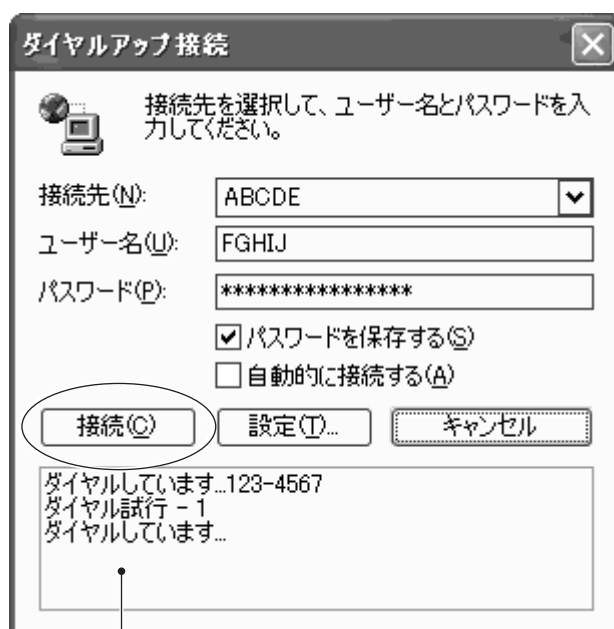 ダイヤルアップ接続
接続先を選択して、ユーザー名とパスワードを入
力してください。
接続先(N):
ABCDE
ユーザー名(U):
FGHIJ
パスワード(P):
****************
パスワードを保存する(S)
自動的に接続する(A)
接続(C)
設定(T)...
キャンセル
ダイヤルしています...123-4567
ダイヤル試行 - 1
ダイヤルしています...